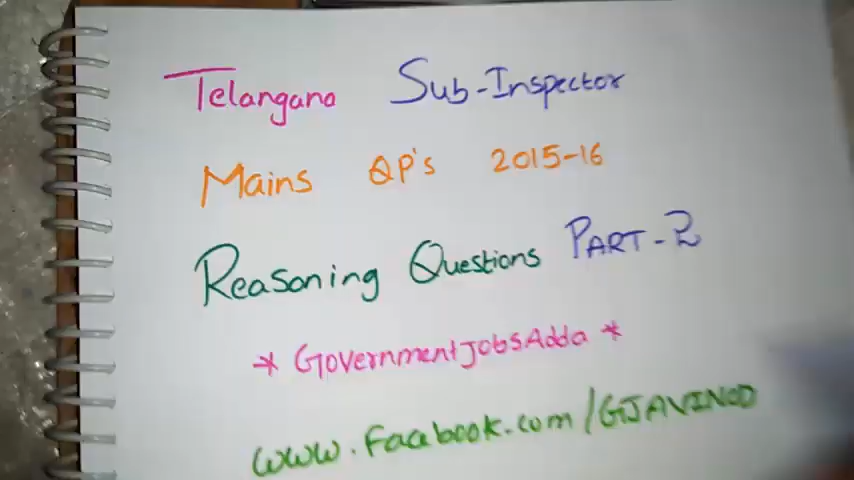 Telangana Sub-Inspector
Mains QP's 2015-16
Reasoning Questions PART-2
* GovernmentJobsAdda *
www.facebook.com/GJAVINOD